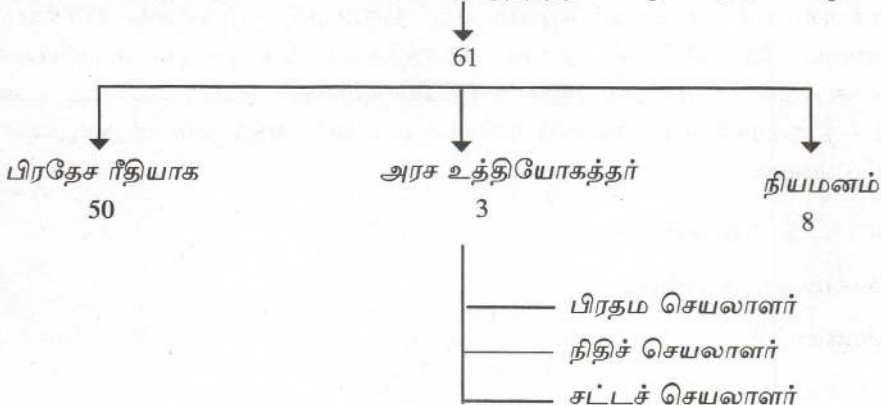 61
பிரதேச ரீதியாக அரச உத்தியோகத்தர் நியமனம்
50 3 8
பிரதம செயலாளர்
நிதிச் செயலாளர்
சட்டச் செயலாளர்